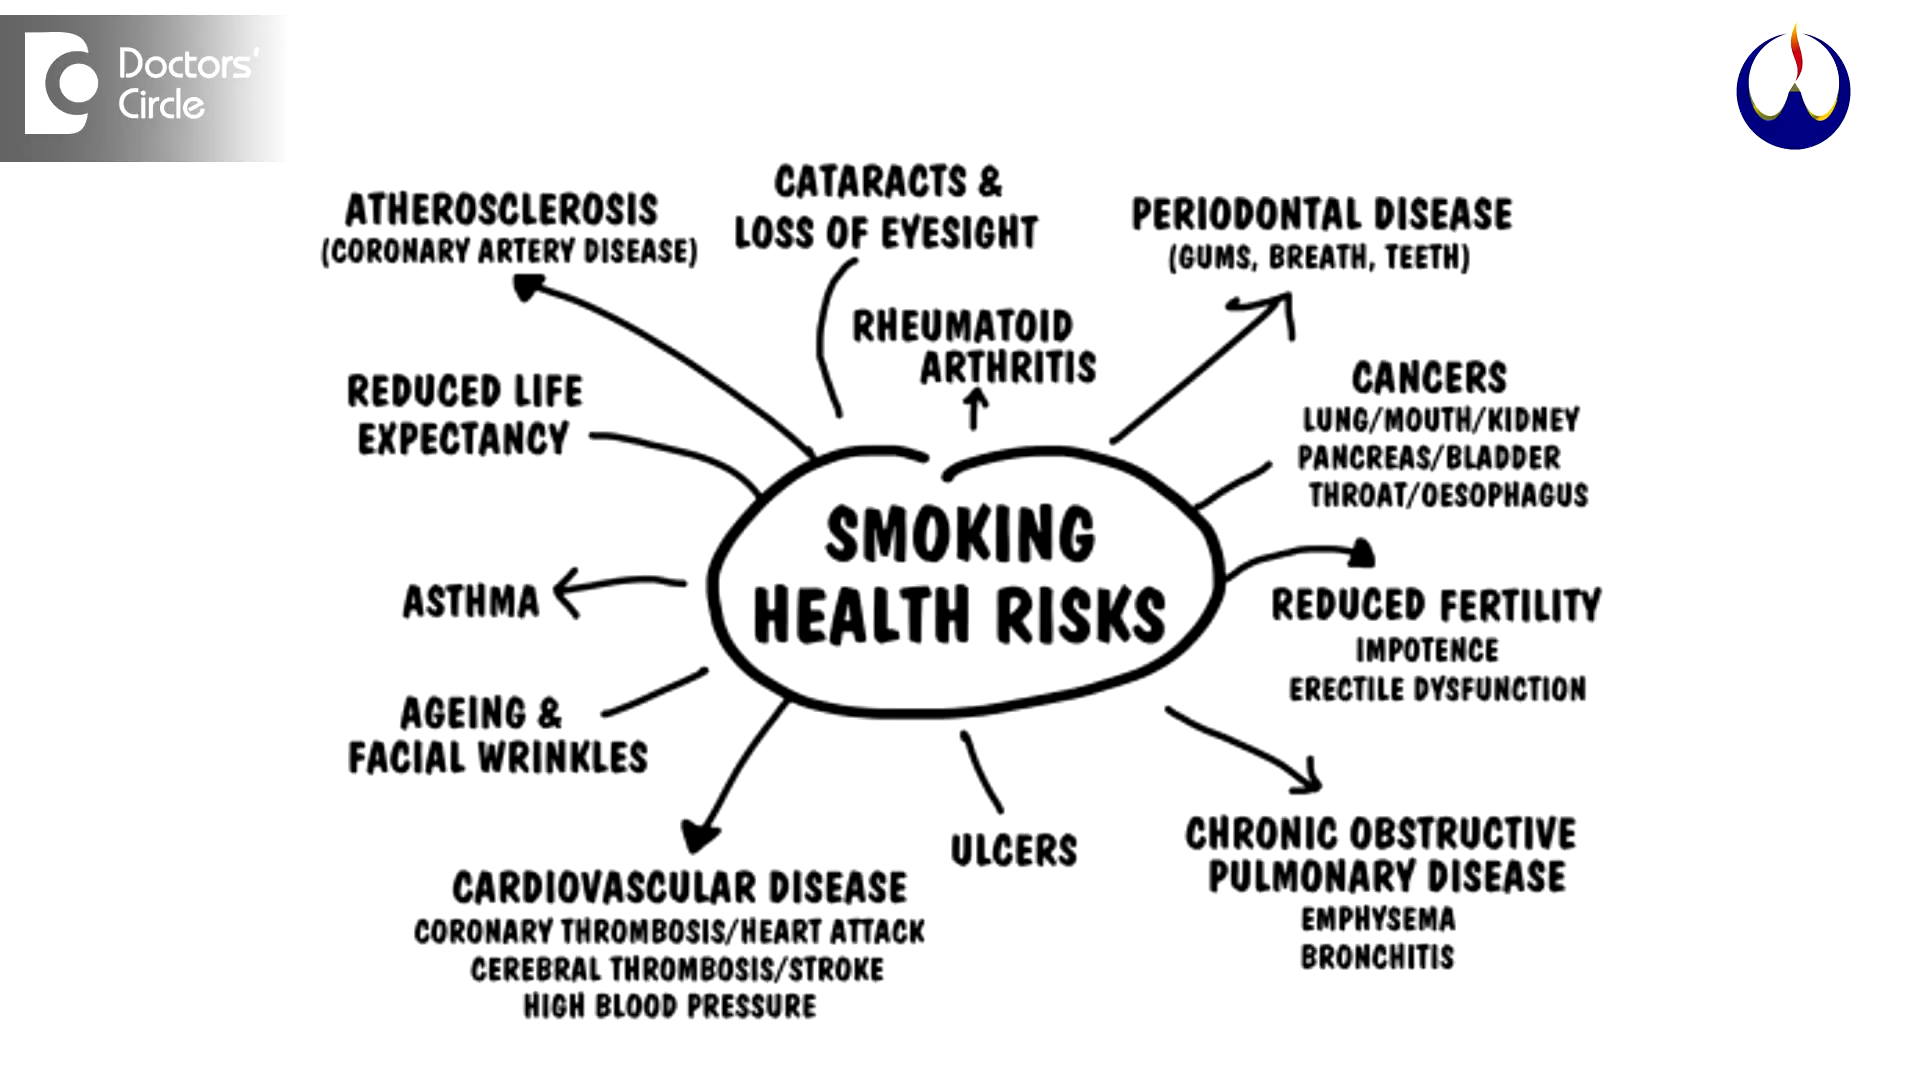 Doctors'
Circle
ATHEROSCLEROSIS
(CORONARY ARTERY DISEASE)
CATARACTS &
LOSS OF EYESIGHT
PERIODONTAL DISEASE
(GUMS, BREATH, TEETH)
RHEUMATOID
ARTHRITIS
REDUCED LIFE
EXPECTANCY
CANCERS
LUNG/MOUTH/KIDNEY
PANCREAS/BLADDER
THROAT/OESOPHAGUS
SMOKING
HEALTH RISKS
ASTHMA
REDUCED FERTILITY
IMPOTENCE
ERECTILE DYSFUNCTION
AGEING &
FACIAL WRINKLES
CARDIOVASCULAR DISEASE
CORONARY THROMBOSIS/HEART ATTACK
CEREBRAL THROMBOSIS/STROKE
HIGH BLOOD PRESSURE
ULCERS
CHRONIC OBSTRUCTIVE
PULMONARY DISEASE
EMPHYSEMA
BRONCHITIS